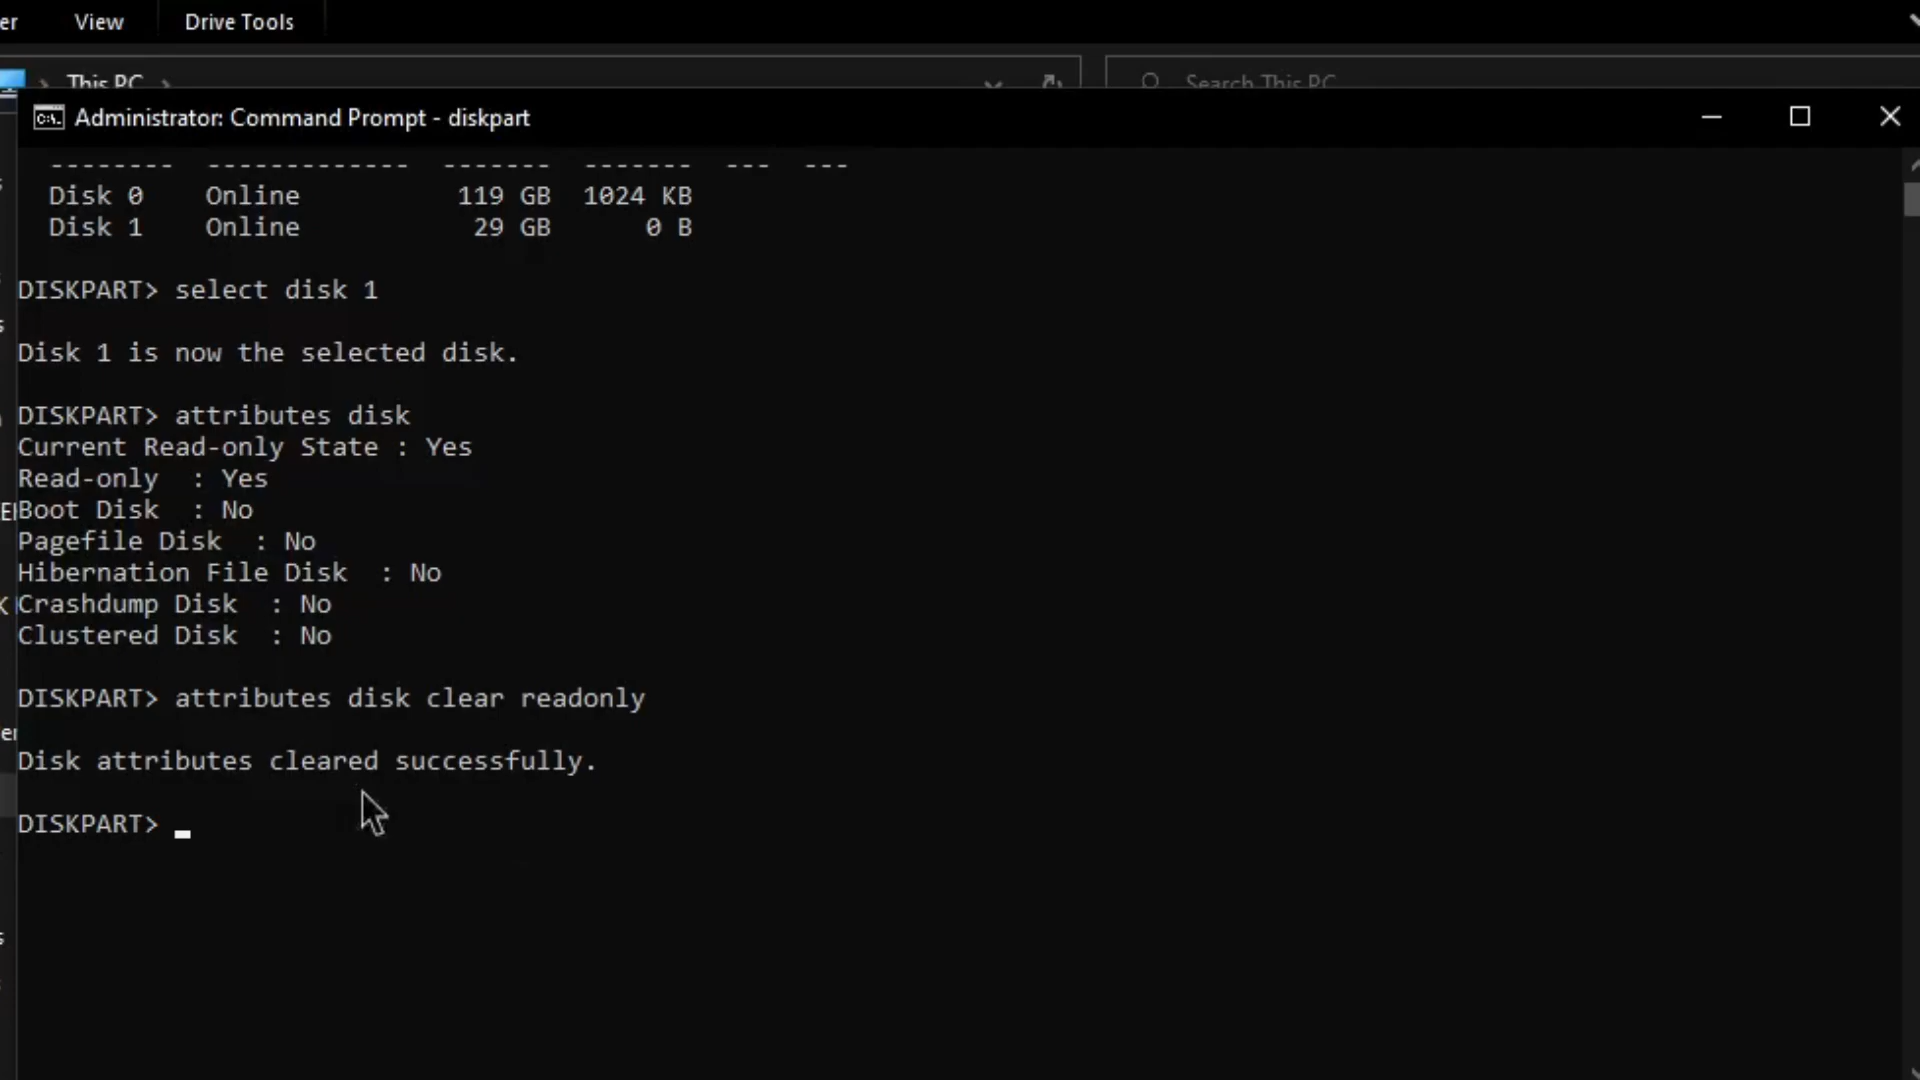 er View Drive Tools
This PC Search This PC
Administrator: Command Prompt - diskpart
-------- ------------- ------- ------- --- ---
Disk 0 Online 119 GB 1024 KB
Disk 1 Online 29 GB 0 B
DISKPART> select disk 1
Disk 1 is now the selected disk.
DISKPART> attributes disk
Current Read-only State : Yes
Read-only : Yes
Boot Disk : No
Pagefile Disk : No
Hibernation File Disk : No
Crashdump Disk : No
Clustered Disk : No
DISKPART> attributes disk clear readonly
Disk attributes cleared successfully.
DISKPART>